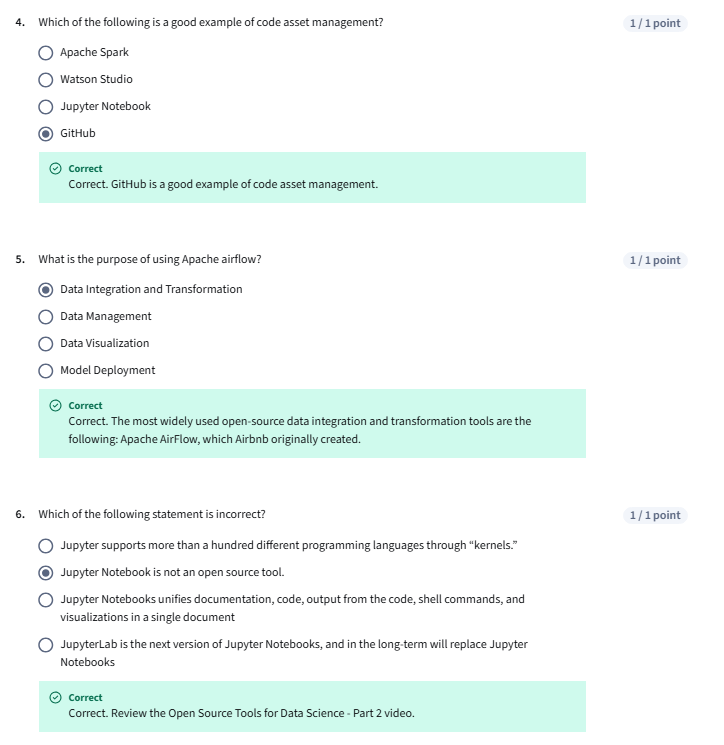 4. Which of the following is a good example of code asset management? 1 / 1 point
Apache Spark
Watson Studio
Jupyter Notebook
GitHub
Correct
Correct. GitHub is a good example of code asset management.
5. What is the purpose of using Apache airflow? 1 / 1 point
Data Integration and Transformation
Data Management
Data Visualization
Model Deployment
Correct
Correct. The most widely used open-source data integration and transformation tools are the
following: Apache AirFlow, which Airbnb originally created.
6. Which of the following statement is incorrect? 1 / 1 point
Jupyter supports more than a hundred different programming languages through “kernels.”
Jupyter Notebook is not an open source tool.
Jupyter Notebooks unifies documentation, code, output from the code, shell commands, and
visualizations in a single document
JupyterLab is the next version of Jupyter Notebooks, and in the long-term will replace Jupyter
Notebooks
Correct
Correct. Review the Open Source Tools for Data Science - Part 2 video.